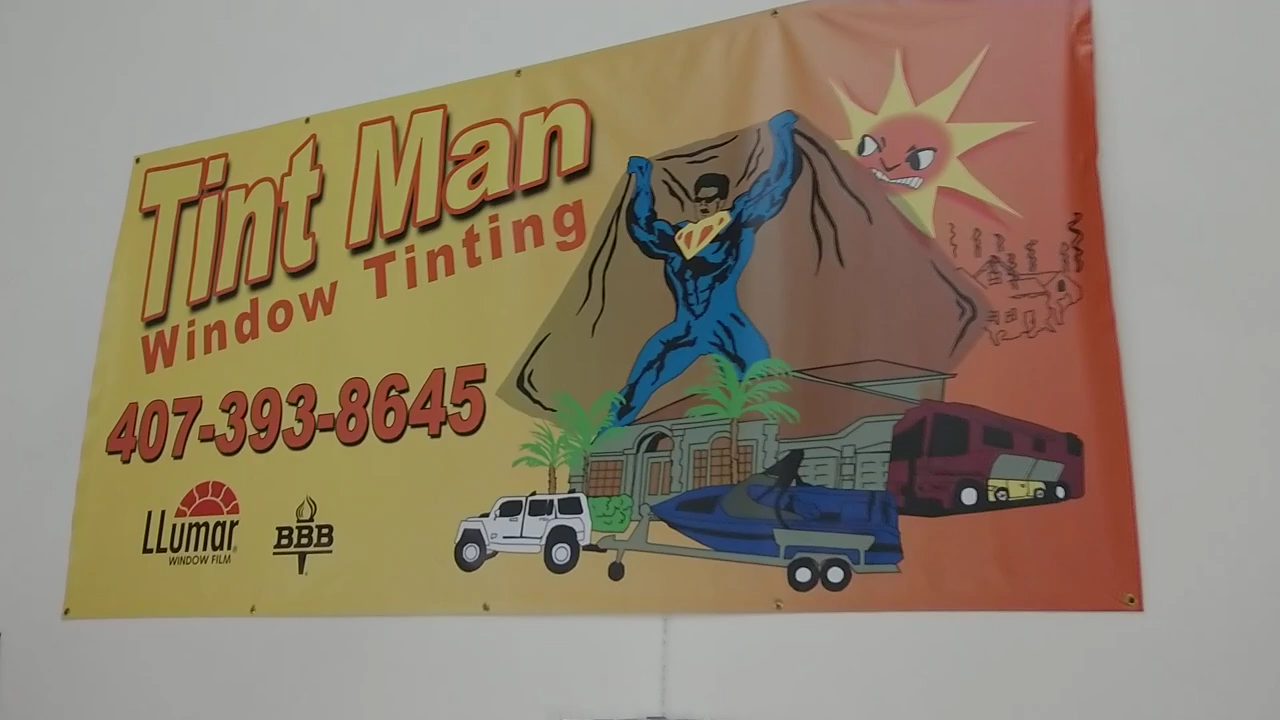 Tint Man
Window Tinting
407-393-8645
LLumar
WINDOW FILM
BBB